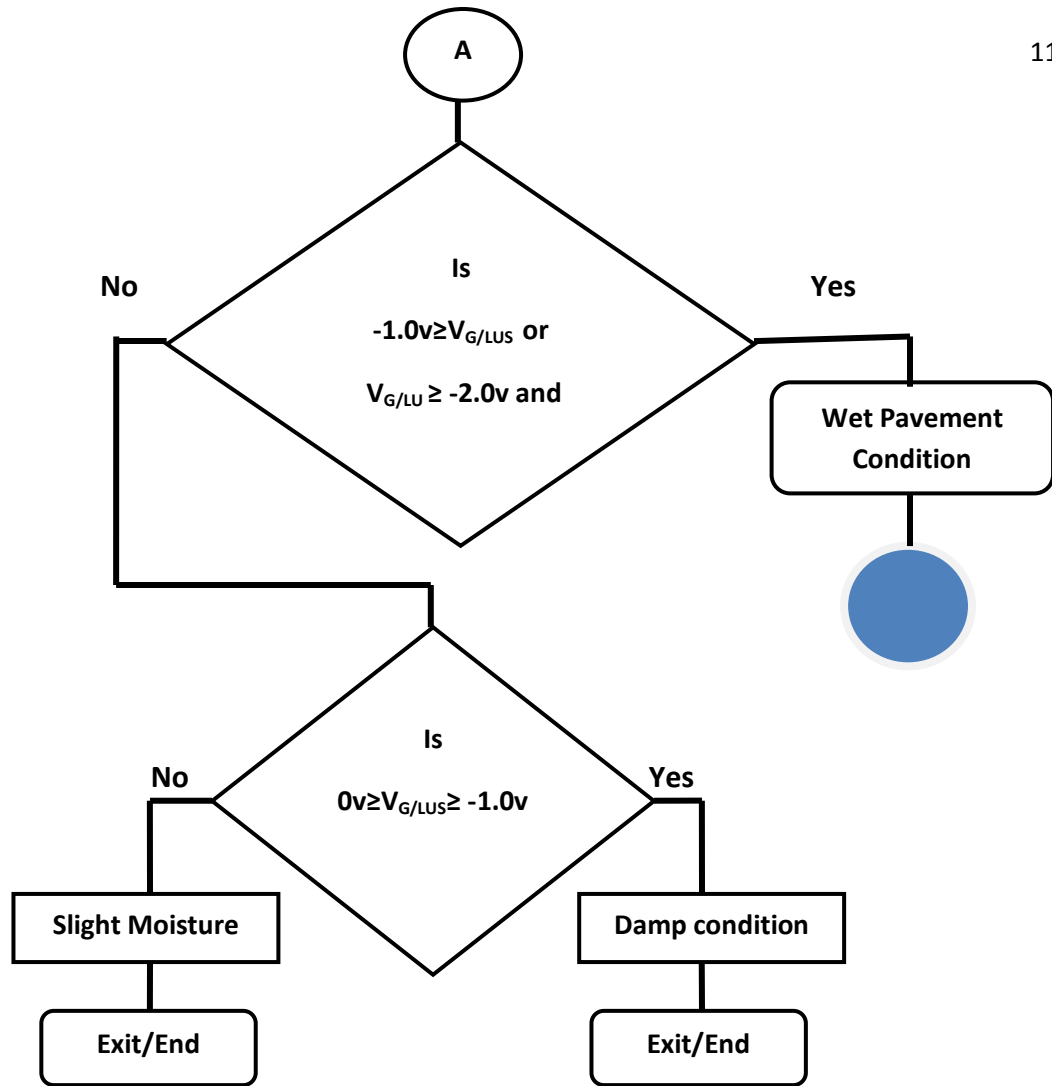 A
11
Is
-1.0v≥VG/LUS or
VG/LU ≥ -2.0v and
No
Yes
Wet Pavement
Condition
Is
0v≥VG/LUS≥ -1.0v
No
Yes
Slight Moisture
Damp condition
Exit/End
Exit/End